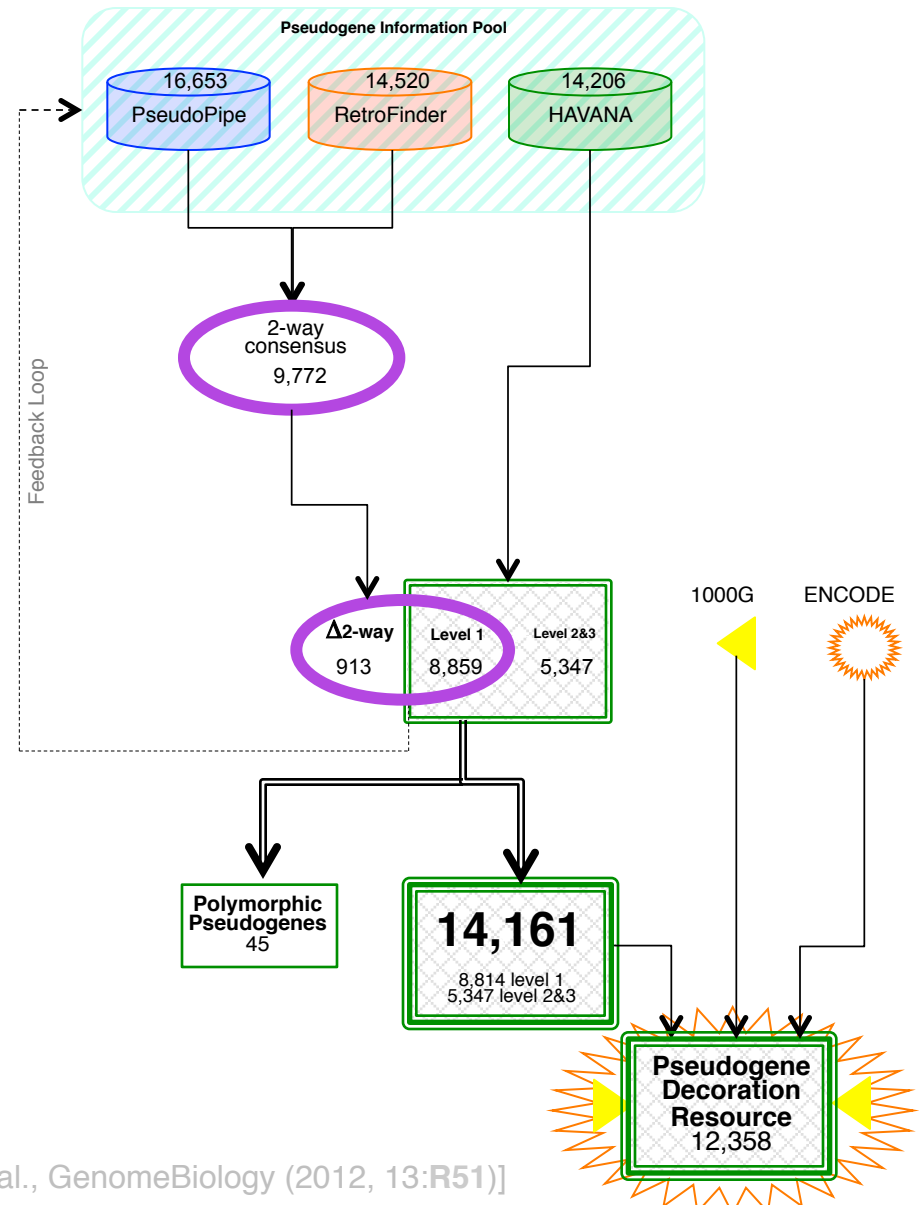 Pseudogene Information Pool
16,653
PseudoPipe
14,520
RetroFinder
14,206
HAVANA
2-way
consensus
9,772
Feedback Loop
Δ2-way
913
Level 1
8,859
Level 2&3
5,347
1000G
ENCODE
Polymorphic
Pseudogenes
45
14,161
8,814 level 1
5,347 level 2&3
Pseudogene
Decoration
Resource
12,358
al., GenomeBiology (2012, 13:R51)]